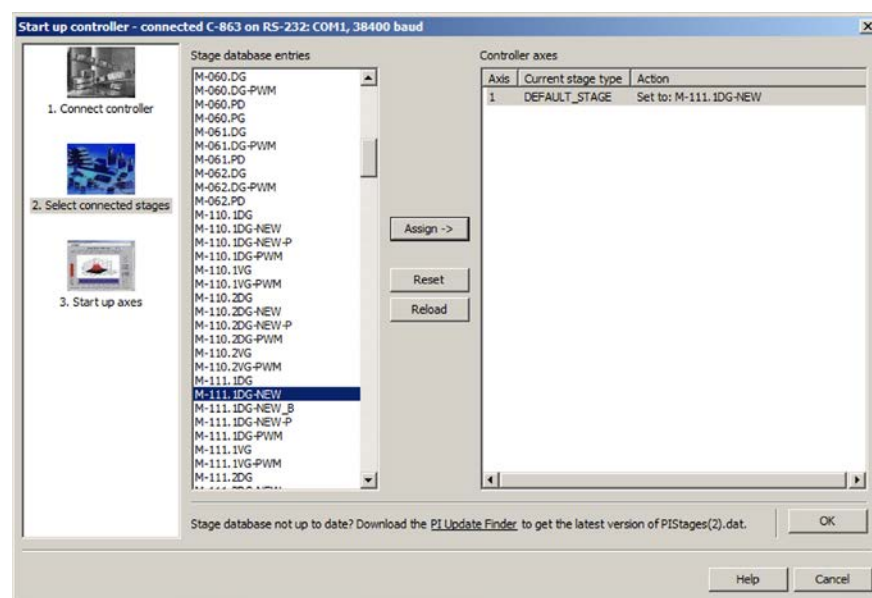 Start up controller - connected C-863 on RS-232: COM1, 38400 baud
1. Connect controller
2. Select connected stages
3. Start up axes
Stage database entries
M-060.DG
M-060.DG-PWM
M-060.PD
M-060.PG
M-061.DG
M-061.DG-PWM
M-061.PD
M-062.DG
M-062.DG-PWM
M-062.PD
M-110.1DG
M-110.1DG-NEW
M-110.1DG-NEW-P
M-110.1DG-PWM
M-110.1VG
M-110.1VG-PWM
M-110.2DG
M-110.2DG-NEW
M-110.2DG-NEW-P
M-110.2DG-PWM
M-110.2VG
M-110.2VG-PWM
M-111.1DG
M-111.1DG-NEW
M-111.1DG-NEW_B
M-111.1DG-NEW-P
M-111.1DG-PWM
M-111.1VG
M-111.1VG-PWM
M-111.2DG
Assign ->
Reset
Reload
Controller axes
Axis Current stage type Action
1 DEFAULT_STAGE Set to: M-111.1DG-NEW
Stage database not up to date? Download the PI Update Finder to get the latest version of PIStages(2).dat.
OK
Help Cancel